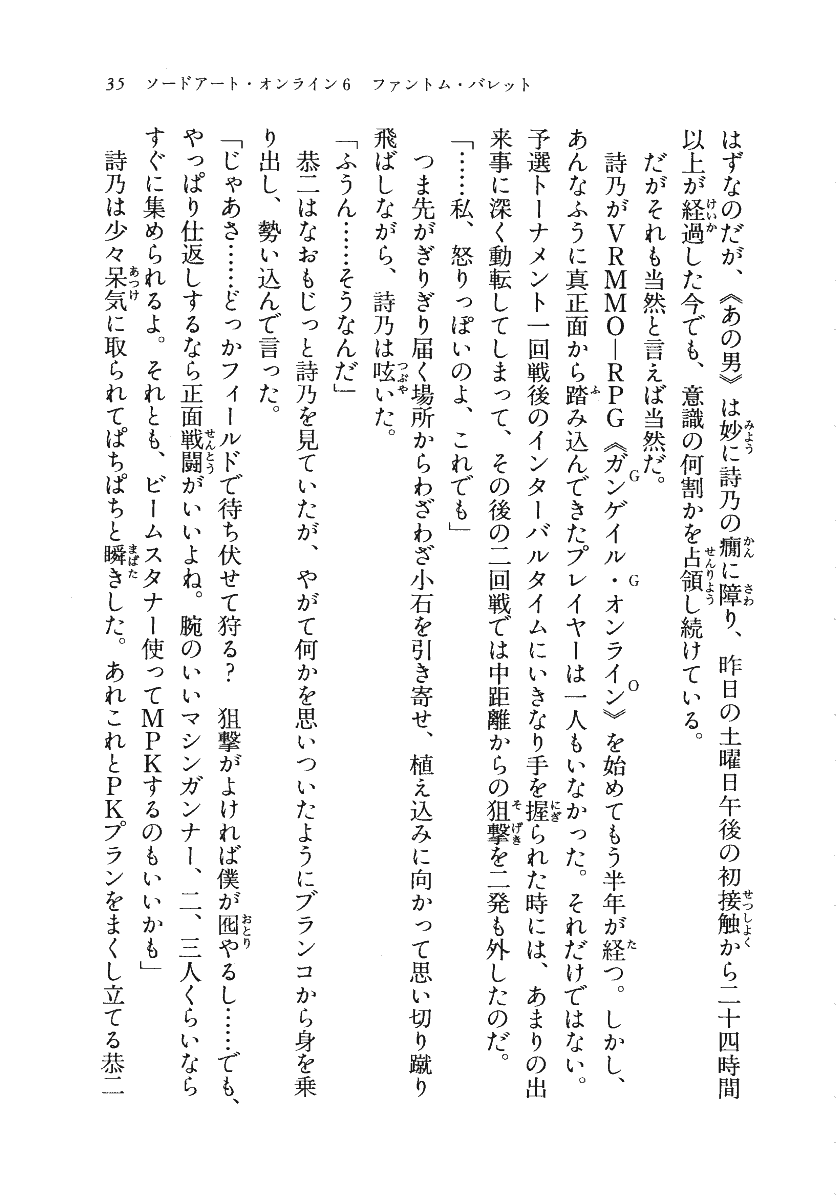 35　ソードアート・オンライン6　ファントム・バレット
はずなのだが、《あの男》は妙に詩乃の癇に障り、昨日の土曜日午後の初接触から二十四時間
以上が経過した今でも、意識の何割かを占領し続けている。
だがそれも当然と言えば当然だ。
詩乃がVRMMO―RPG《ガンゲイル・オンライン》を始めてもう半年が経つ。しかし、
あんなふうに真正面から踏み込んできたプレイヤーは一人もいなかった。それだけではない。
予選トーナメント一回戦後のインターバルタイムにいきなり手を握られた時には、あまりの出
来事に深く動転してしまって、その後の二回戦では中距離からの狙撃を二発も外したのだ。
「……私、怒りっぽいのよ、これでも」
つま先がぎりぎり届く場所からわざわざ小石を引き寄せ、植え込みに向かって思い切り蹴り
飛ばしながら、詩乃は呟いた。
「ふうん……そうなんだ」
恭二はなおもじっと詩乃を見ていたが、やがて何かを思いついたようにブランコから身を乗
り出し、勢い込んで言った。
「じゃあさ……どっかフィールドで待ち伏せて狩る？　狙撃がよければ僕が囮やるし……でも、
やっぱり仕返しするなら正面戦闘がいいよね。腕のいいマシンガンナー、二、三人くらいなら
すぐに集められるよ。それとも、ビームスタナー使ってMPKするのもいいかも」
詩乃は少々呆気に取られてぱちぱちと瞬きした。あれこれとPKプランをまくし立てる恭二